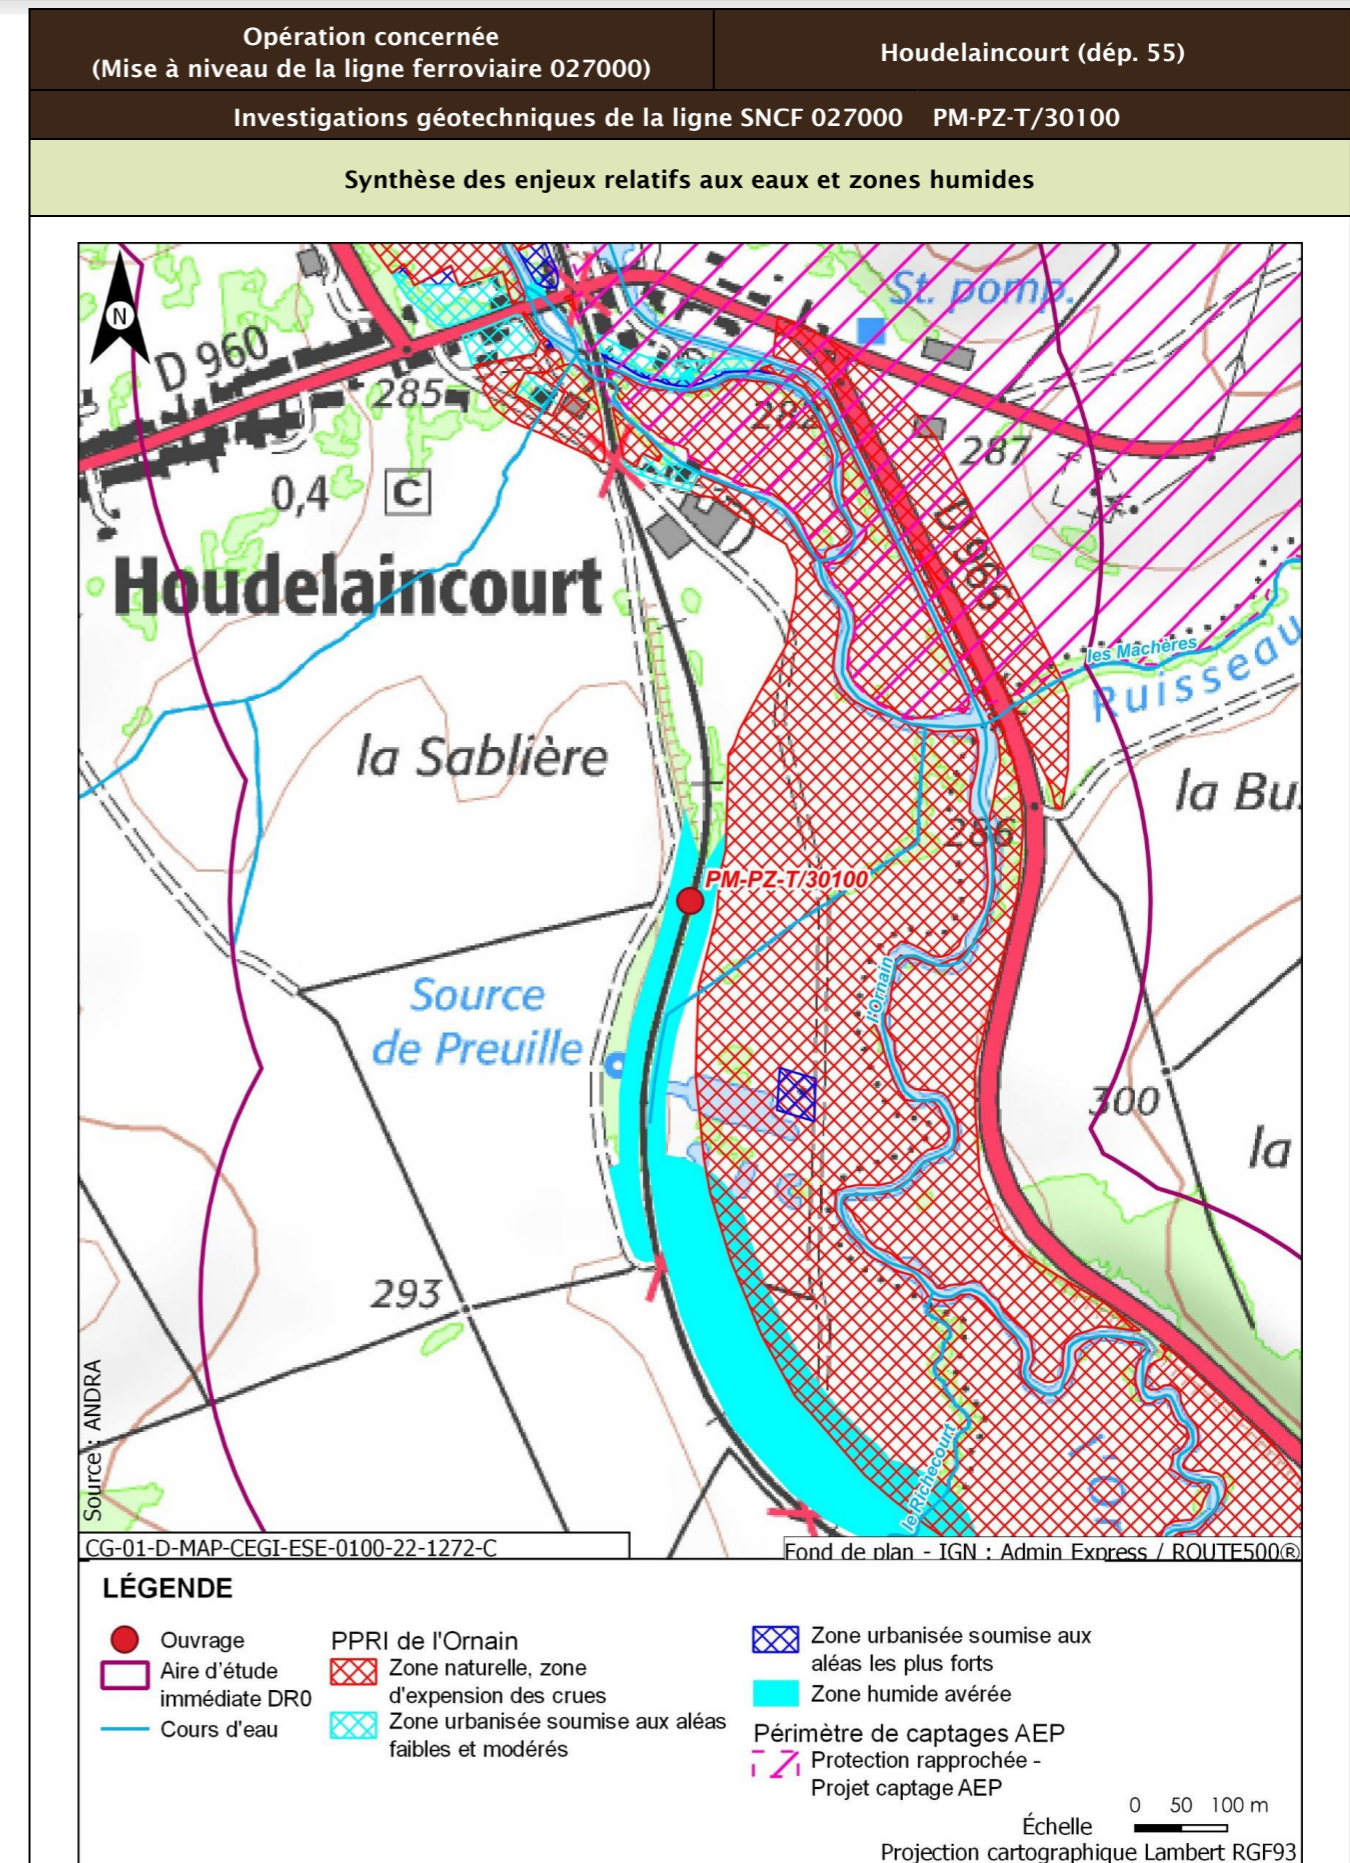 Opération concernée
(Mise à niveau de la ligne ferroviaire 027000)
Houdelaincourt (dép. 55)
Investigations géotechniques de la ligne SNCF 027000 PM-PZ-T/30100
Synthèse des enjeux relatifs aux eaux et zones humides
N
St. pomp.
D 960
285
287
0,4
C
D 966
Houdelaincourt
les Machères
Ruisseau
la Sablière
la Bu
286
PM-PZ-T/30100
l'Ornain
Source
de Preuille
300
la
293
le Richecourt
Source : ANDRA
CG-01-D-MAP-CEGI-ESE-0100-22-1272-C
Fond de plan - IGN : Admin Express / ROUTE500®
LÉGENDE
Ouvrage
Aire d'étude
immédiate DR0
Cours d'eau
PPRI de l'Ornain
Zone naturelle, zone
d'expension des crues
Zone urbanisée soumise aux aléas
faibles et modérés
Zone urbanisée soumise aux
aléas les plus forts
Zone humide avérée
Périmètre de captages AEP
Protection rapprochée -
Projet captage AEP
0 50 100 m
Échelle
Projection cartographique Lambert RGF93